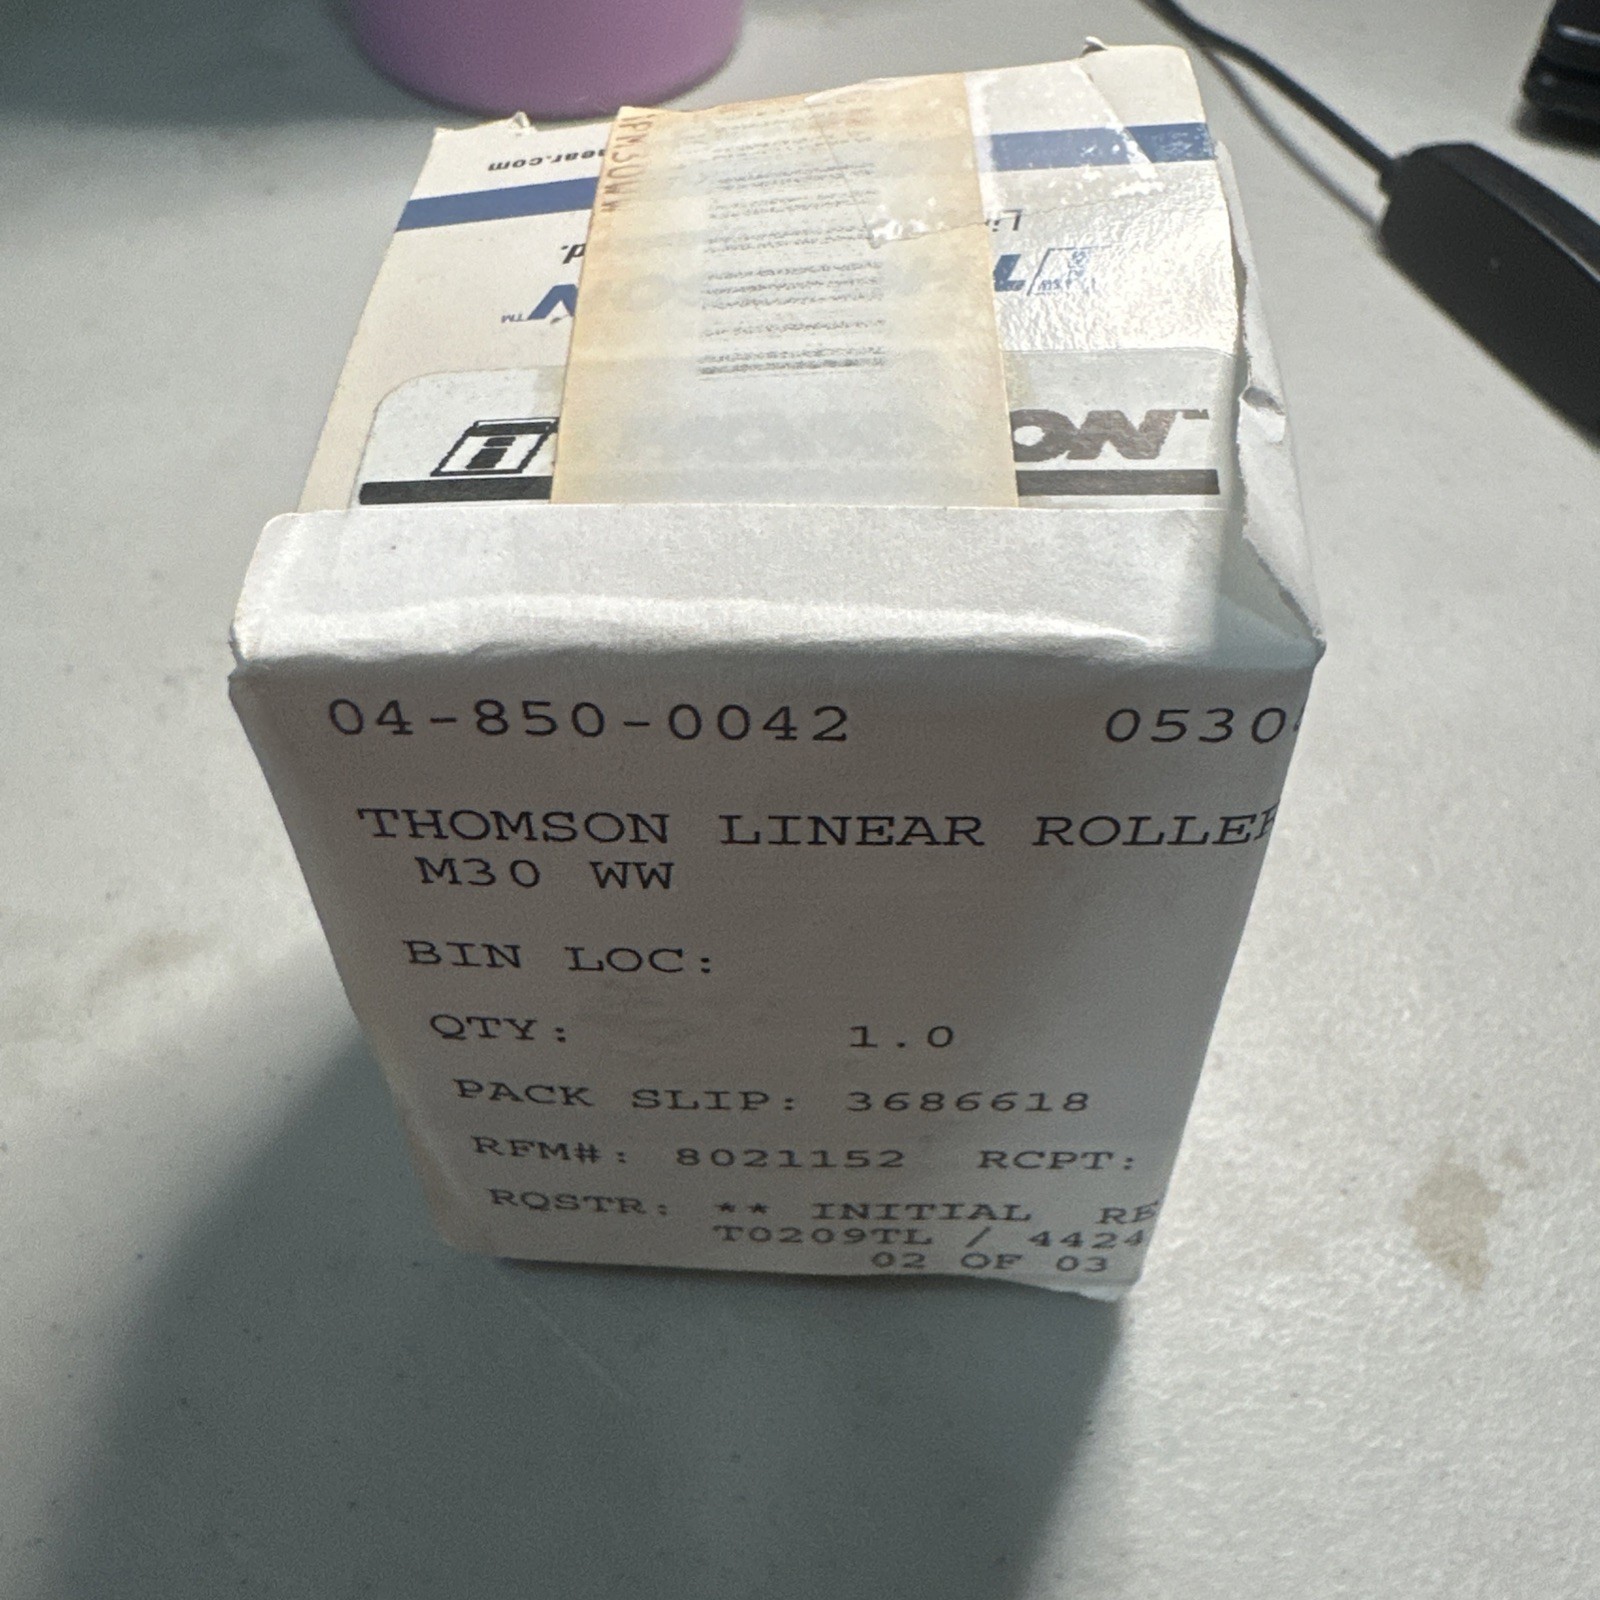 04-850-0042 0530
THOMSON LINEAR ROLLER
M30 WW
BIN LOC:
QTY: 1.0
PACK SLIP: 3686618
RFM#: 8021152 RCPT:
RQSTR: ** INITIAL RE
T0209TL / 4424
02 OF 03